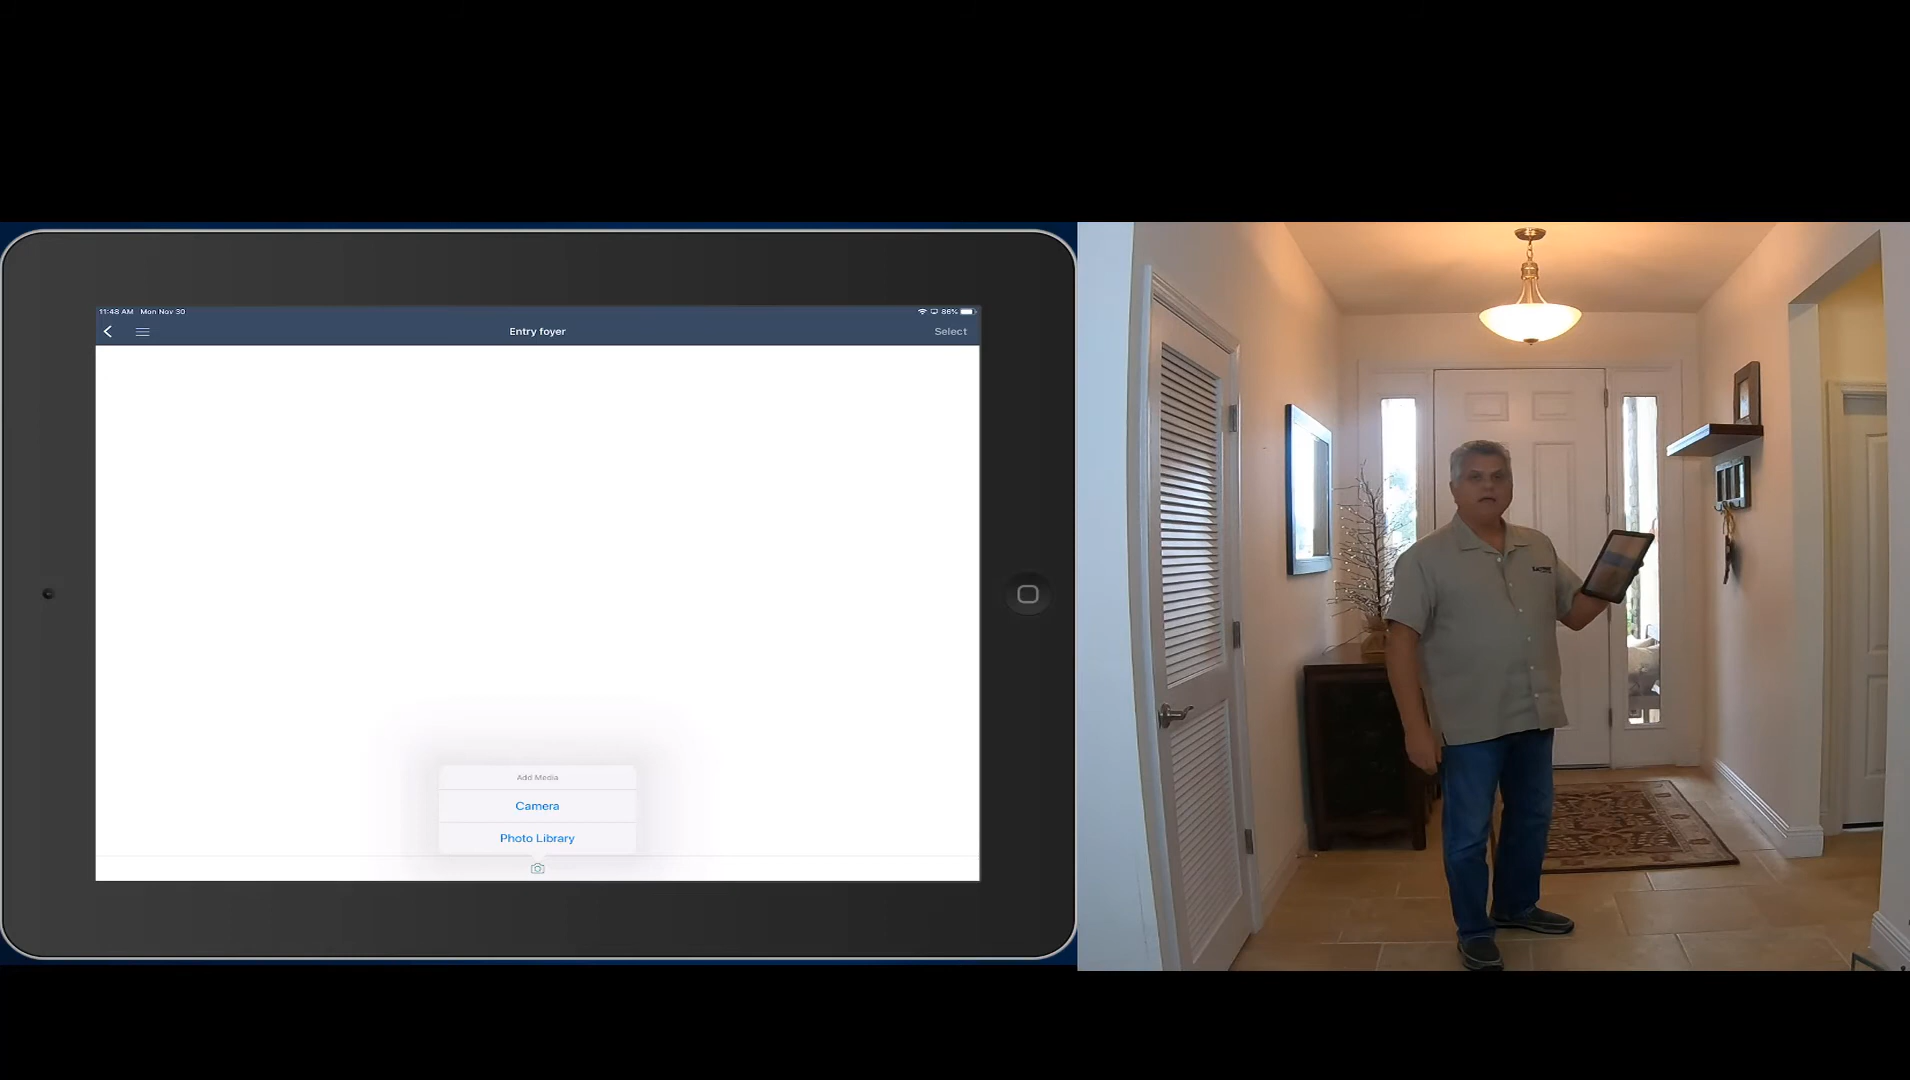 11:48 AM Mon Nov 30
86%
Entry foyer
Select
Add Media
Camera
Photo Library